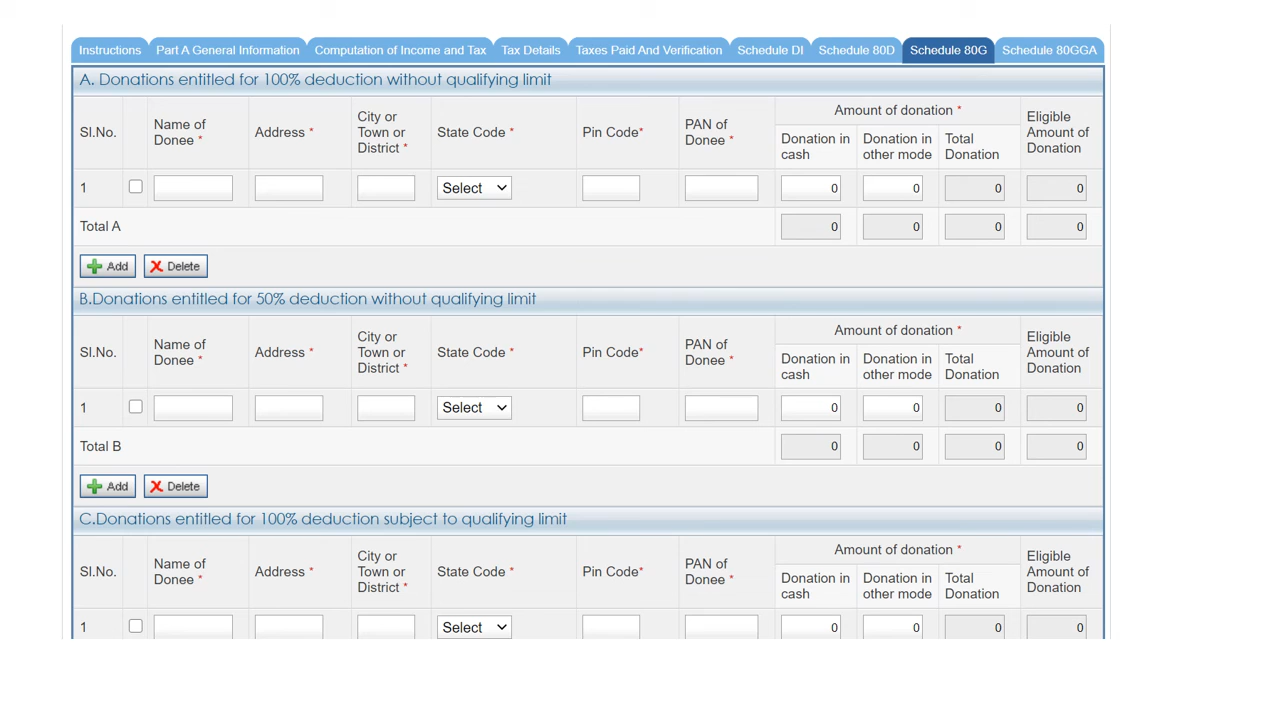 Instructions Part A General Information Computation of Income and Tax Tax Details Taxes Paid And Verification Schedule DI Schedule 80D Schedule 80G Schedule 80GGA
A. Donations entitled for 100% deduction without qualifying limit
Sl.No. Name of Donee * Address * City or Town or District * State Code * Pin Code* PAN of Donee * Amount of donation * Eligible Amount of Donation
Donation in cash Donation in other mode Total Donation
1 Select 0 0 0 0
Total A 0 0 0 0
Add Delete
B.Donations entitled for 50% deduction without qualifying limit
Sl.No. Name of Donee * Address * City or Town or District * State Code * Pin Code* PAN of Donee * Amount of donation * Eligible Amount of Donation
Donation in cash Donation in other mode Total Donation
1 Select 0 0 0 0
Total B 0 0 0 0
Add Delete
C.Donations entitled for 100% deduction subject to qualifying limit
Sl.No. Name of Donee * Address * City or Town or District * State Code * Pin Code* PAN of Donee * Amount of donation * Eligible Amount of Donation
Donation in cash Donation in other mode Total Donation
1 Select 0 0 0 0